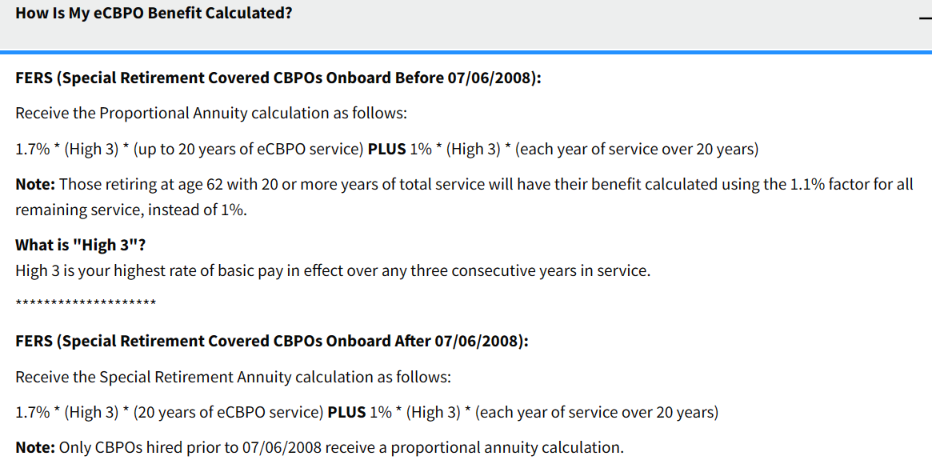 How Is My eCBPO Benefit Calculated?
FERS (Special Retirement Covered CBPOs Onboard Before 07/06/2008):
Receive the Proportional Annuity calculation as follows:
1.7% * (High 3) * (up to 20 years of eCBPO service) PLUS 1% * (High 3) * (each year of service over 20 years)
Note: Those retiring at age 62 with 20 or more years of total service will have their benefit calculated using the 1.1% factor for all
remaining service, instead of 1%.
What is "High 3"?
High 3 is your highest rate of basic pay in effect over any three consecutive years in service.
********************
FERS (Special Retirement Covered CBPOs Onboard After 07/06/2008):
Receive the Special Retirement Annuity calculation as follows:
1.7% * (High 3) * (20 years of eCBPO service) PLUS 1% * (High 3) * (each year of service over 20 years)
Note: Only CBPOs hired prior to 07/06/2008 receive a proportional annuity calculation.